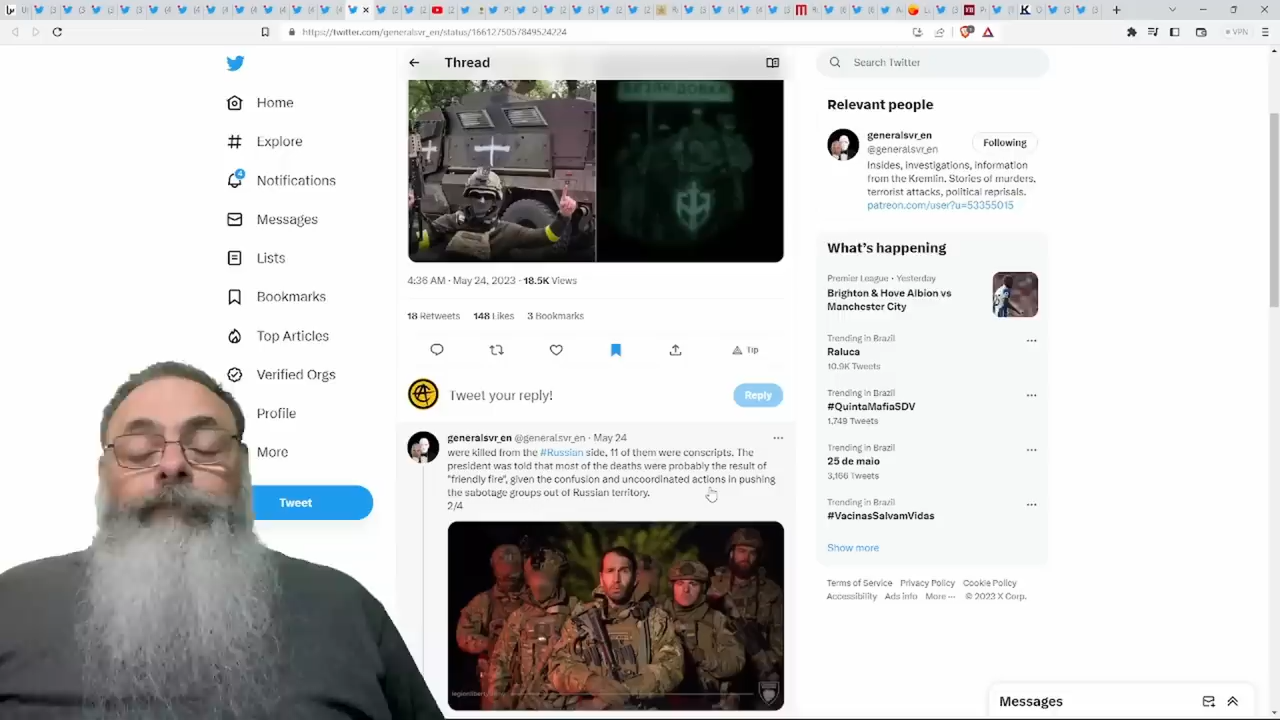 https://twitter.com/generalsvr_en/status/1661275057849524224
VPN
Thread
Search Twitter
Home
Explore
4
Notifications
Messages
Lists
Bookmarks
Top Articles
Verified Orgs
Profile
More
Tweet
4:36 AM · May 24, 2023 · 18.5K Views
18 Retweets 148 Likes 3 Bookmarks
Tip
Tweet your reply!
Reply
generalsvr_en @generalsvr_en · May 24
were killed from the #Russian side, 11 of them were conscripts. The
president was told that most of the deaths were probably the result of
"friendly fire", given the confusion and uncoordinated actions in pushing
the sabotage groups out of Russian territory.
2/4
Relevant people
generalsvr_en
@generalsvr_en
Following
Insides, investigations, information
from the Kremlin. Stories of murders,
terrorist attacks, political reprisals.
patreon.com/user?u=53355015
What's happening
Premier League · Yesterday
Brighton & Hove Albion vs
Manchester City
Trending in Brazil
Raluca
10.9K Tweets
Trending in Brazil
#QuintaMafiaSDV
1,749 Tweets
Trending in Brazil
25 de maio
3,166 Tweets
Trending in Brazil
#VacinasSalvamVidas
Show more
Terms of Service Privacy Policy Cookie Policy
Accessibility Ads info More ··· © 2023 X Corp.
Messages